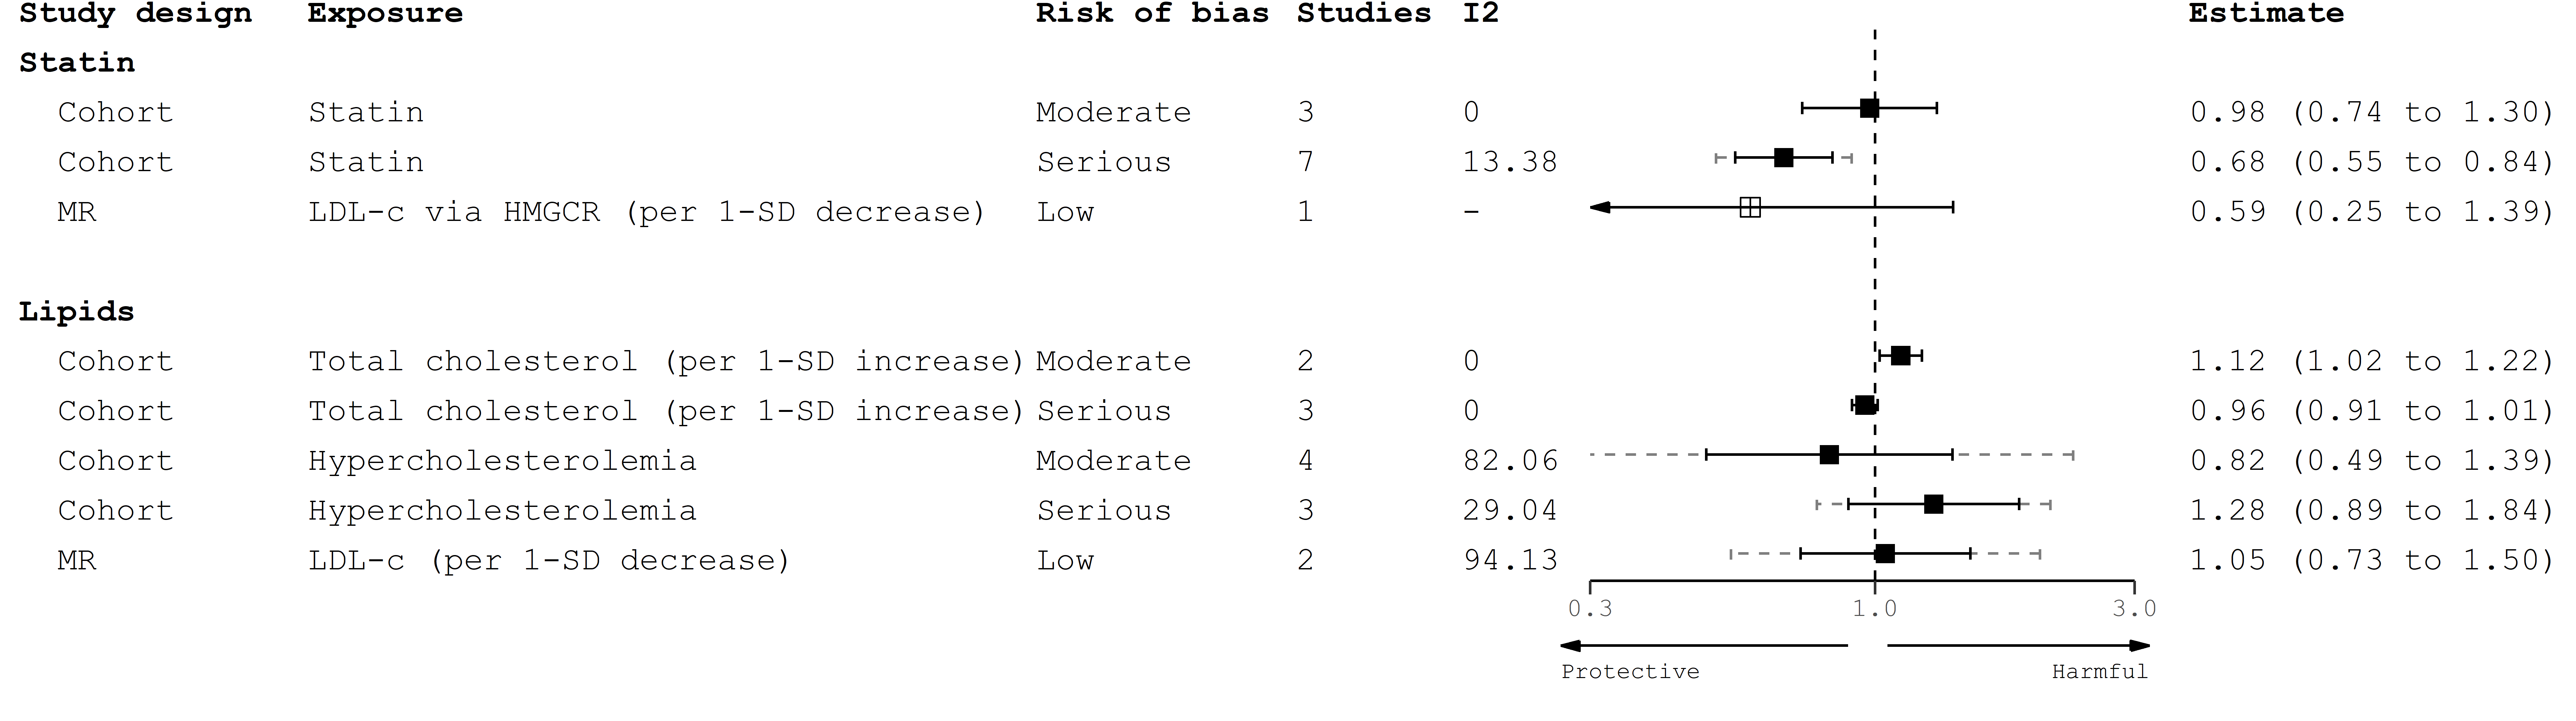 Study design Exposure Risk of bias Studies I2 Estimate
Statin
Cohort Statin Moderate 3 0 0.98 (0.74 to 1.30)
Cohort Statin Serious 7 13.38 0.68 (0.55 to 0.84)
MR LDL-c via HMGCR (per 1-SD decrease) Low 1 - 0.59 (0.25 to 1.39)
Lipids
Cohort Total cholesterol (per 1-SD increase) Moderate 2 0 1.12 (1.02 to 1.22)
Cohort Total cholesterol (per 1-SD increase) Serious 3 0 0.96 (0.91 to 1.01)
Cohort Hypercholesterolemia Moderate 4 82.06 0.82 (0.49 to 1.39)
Cohort Hypercholesterolemia Serious 3 29.04 1.28 (0.89 to 1.84)
MR LDL-c (per 1-SD decrease) Low 2 94.13 1.05 (0.73 to 1.50)
0.3 1.0 3.0
Protective Harmful